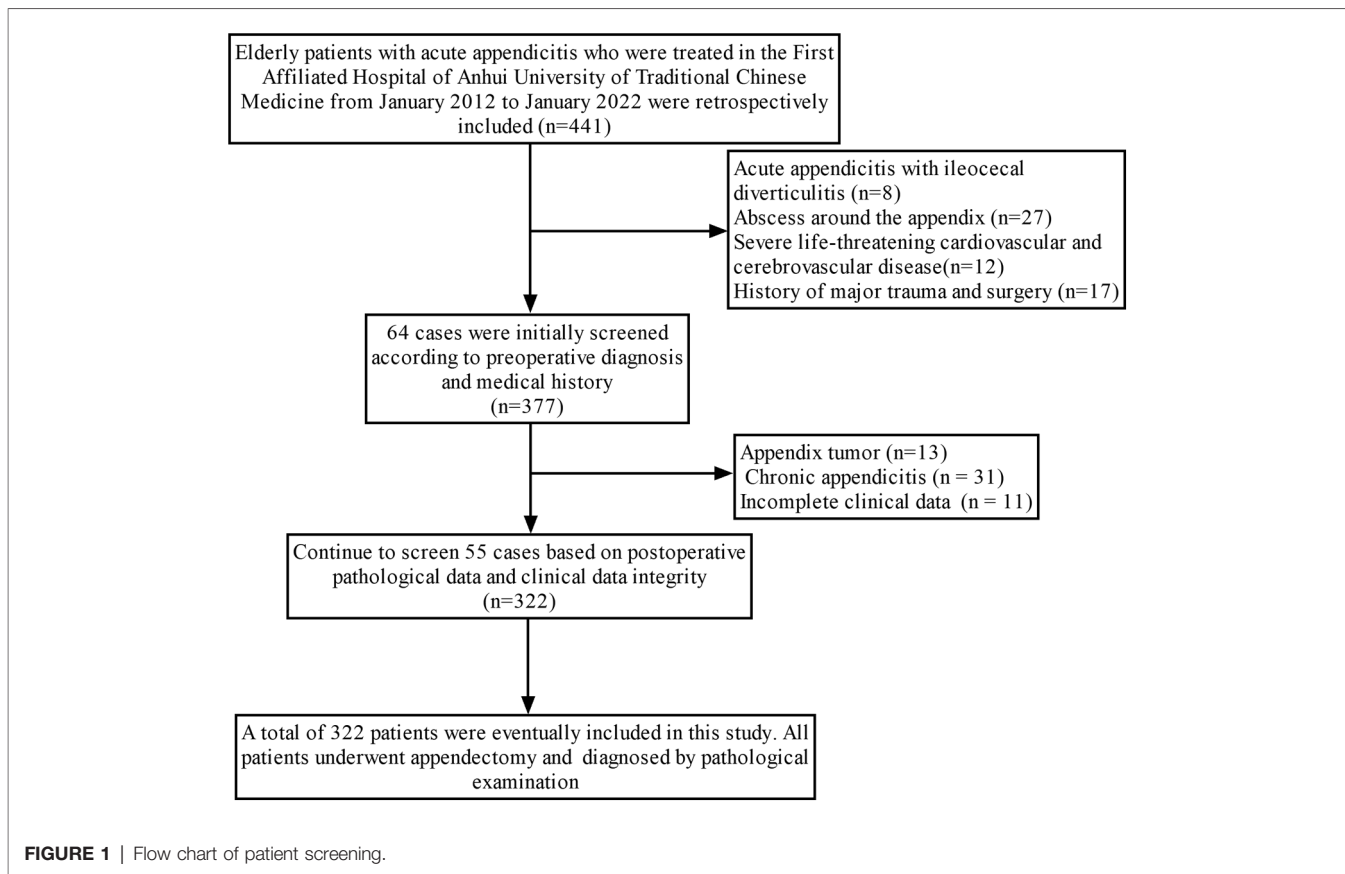 Elderly patients with acute appendicitis who were treated in the First
Affiliated Hospital of Anhui University of Traditional Chinese
Medicine from January 2012 to January 2022 were retrospectively
included (n=441)
Acute appendicitis with ileocecal
diverticulitis (n=8)
Abscess around the appendix (n=27)
Severe life-threatening cardiovascular and
cerebrovascular disease(n=12)
History of major trauma and surgery (n=17)
64 cases were initially screened
according to preoperative diagnosis
and medical history
(n=377)
Appendix tumor (n=13)
Chronic appendicitis (n = 31)
Incomplete clinical data (n = 11)
Continue to screen 55 cases based on postoperative
pathological data and clinical data integrity
(n=322)
A total of 322 patients were eventually included in this study. All
patients underwent appendectomy and diagnosed by pathological
examination
FIGURE 1 | Flow chart of patient screening.